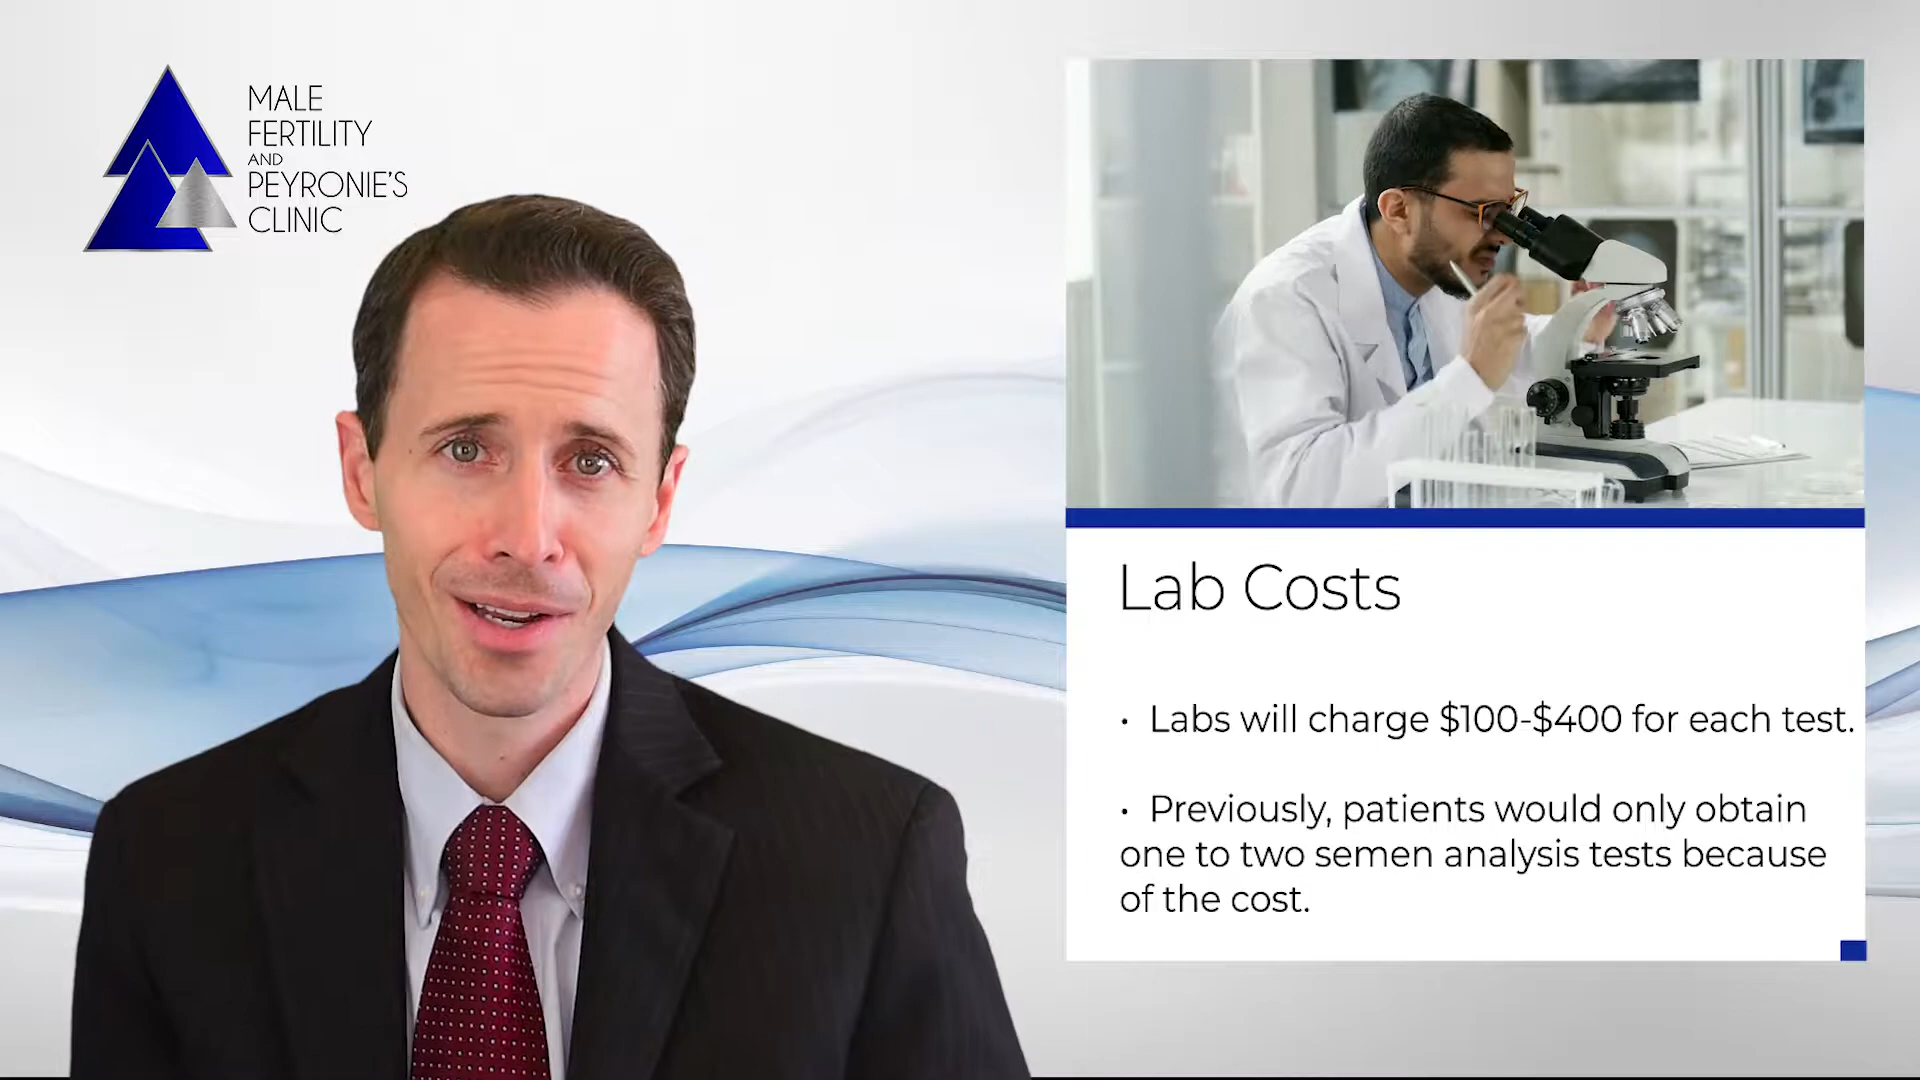 MALE
FERTILITY
AND
PEYRONIE'S
CLINIC
Lab Costs
• Labs will charge $100-$400 for each test.
• Previously, patients would only obtain
one to two semen analysis tests because
of the cost.